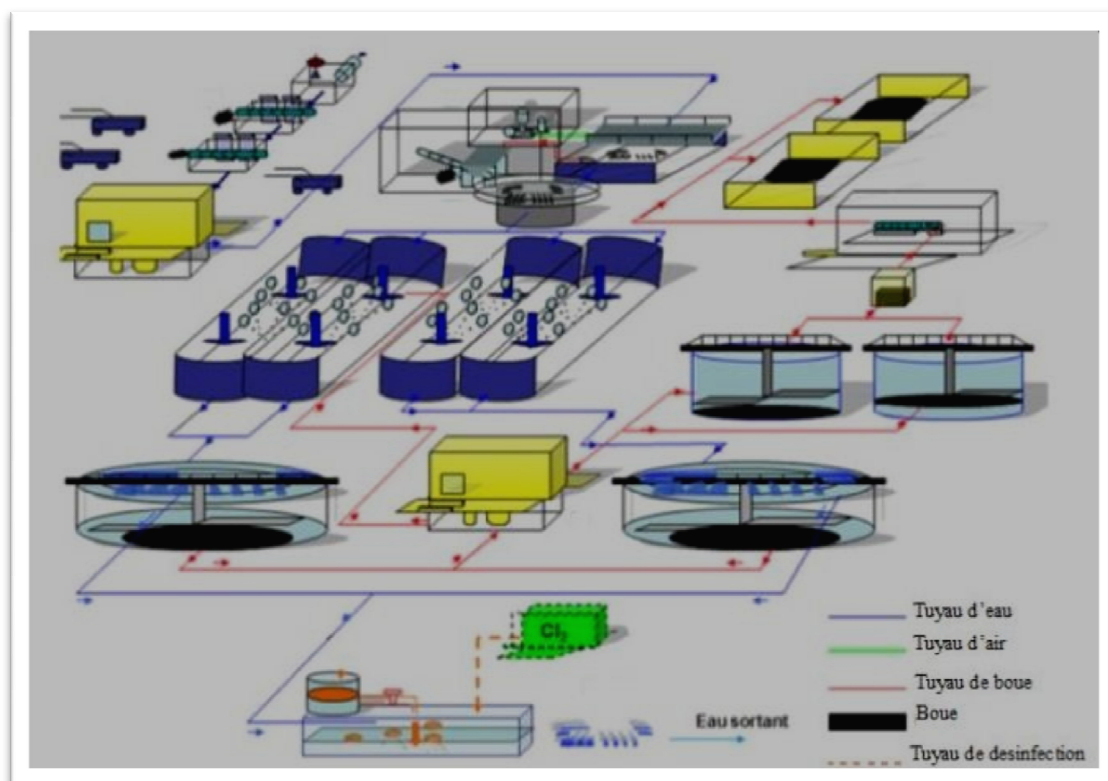 Cl₂
Eau sortant
Tuyau d'eau
Tuyau d'air
Tuyau de boue
Boue
Tuyau de desinfection